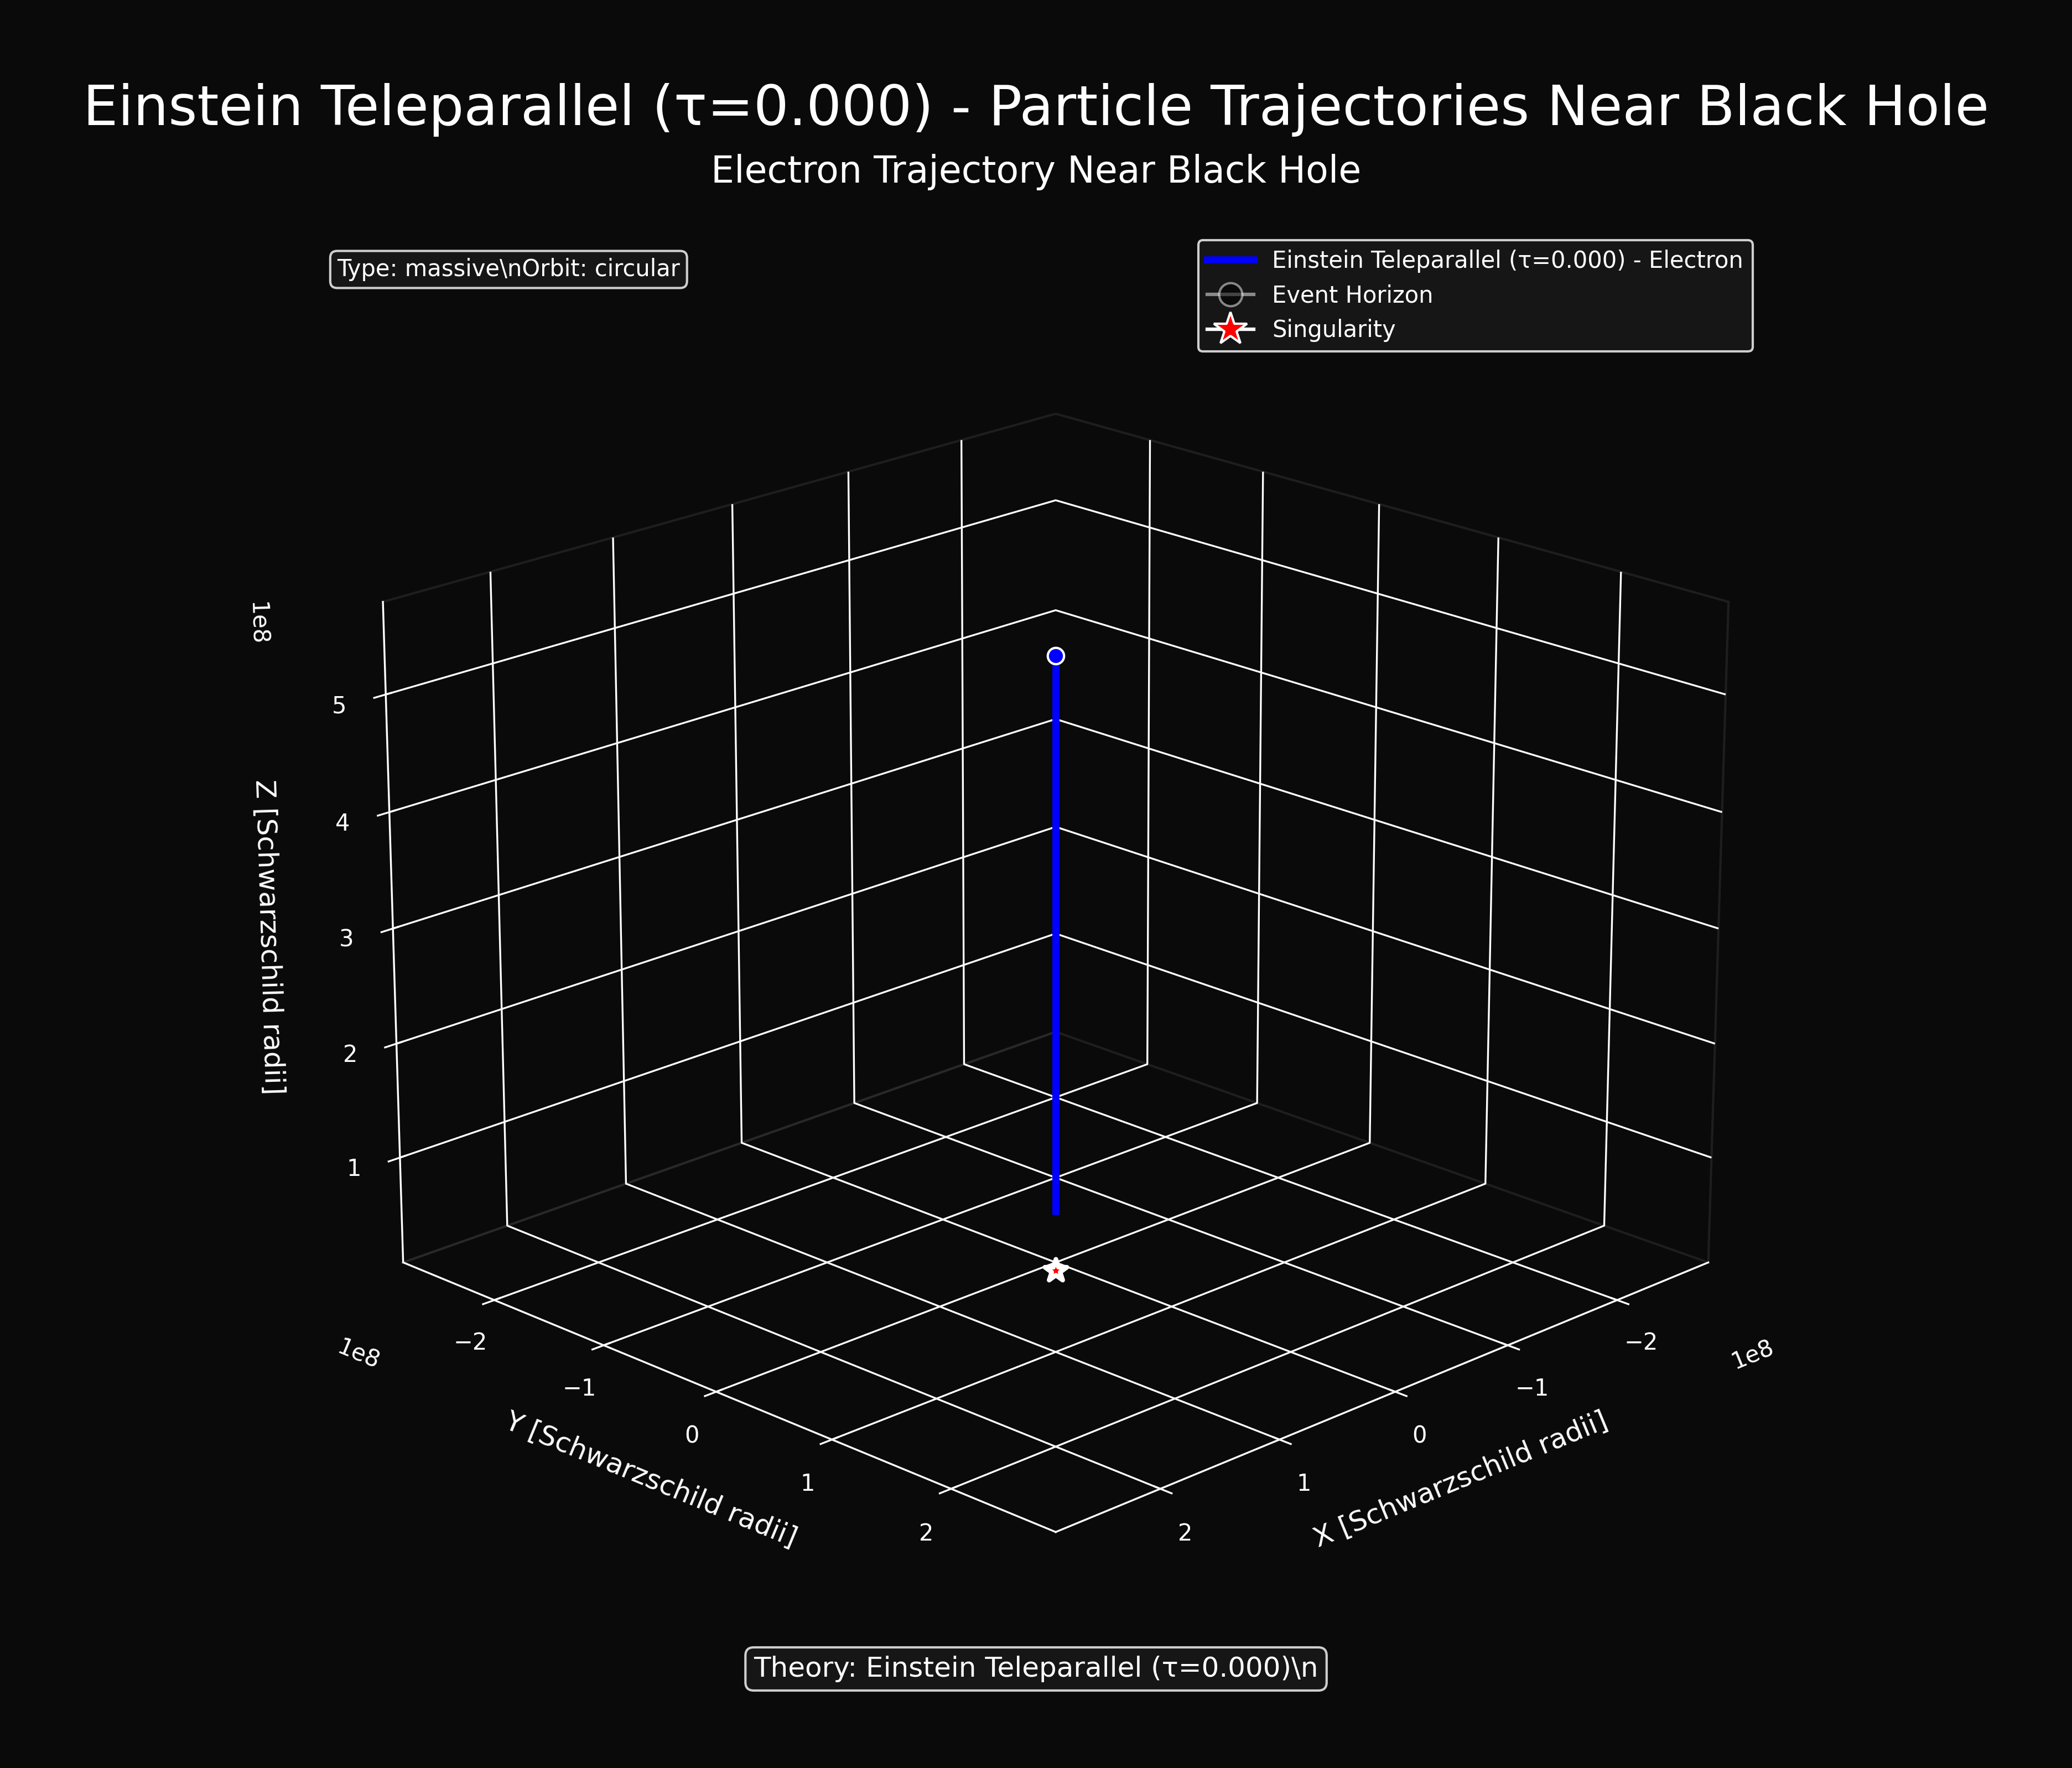 Einstein Teleparallel (τ=0.000) - Particle Trajectories Near Black Hole
Electron Trajectory Near Black Hole
Type: massive\nOrbit: circular
Einstein Teleparallel (τ=0.000) - Electron
Event Horizon
Singularity
1e8
5
4
3
2
1
Z [Schwarzschild radii]
1e8
−2
−1
0
1
2
Y [Schwarzschild radii]
1e8
−2
−1
0
1
2
X [Schwarzschild radii]
Theory: Einstein Teleparallel (τ=0.000)\n